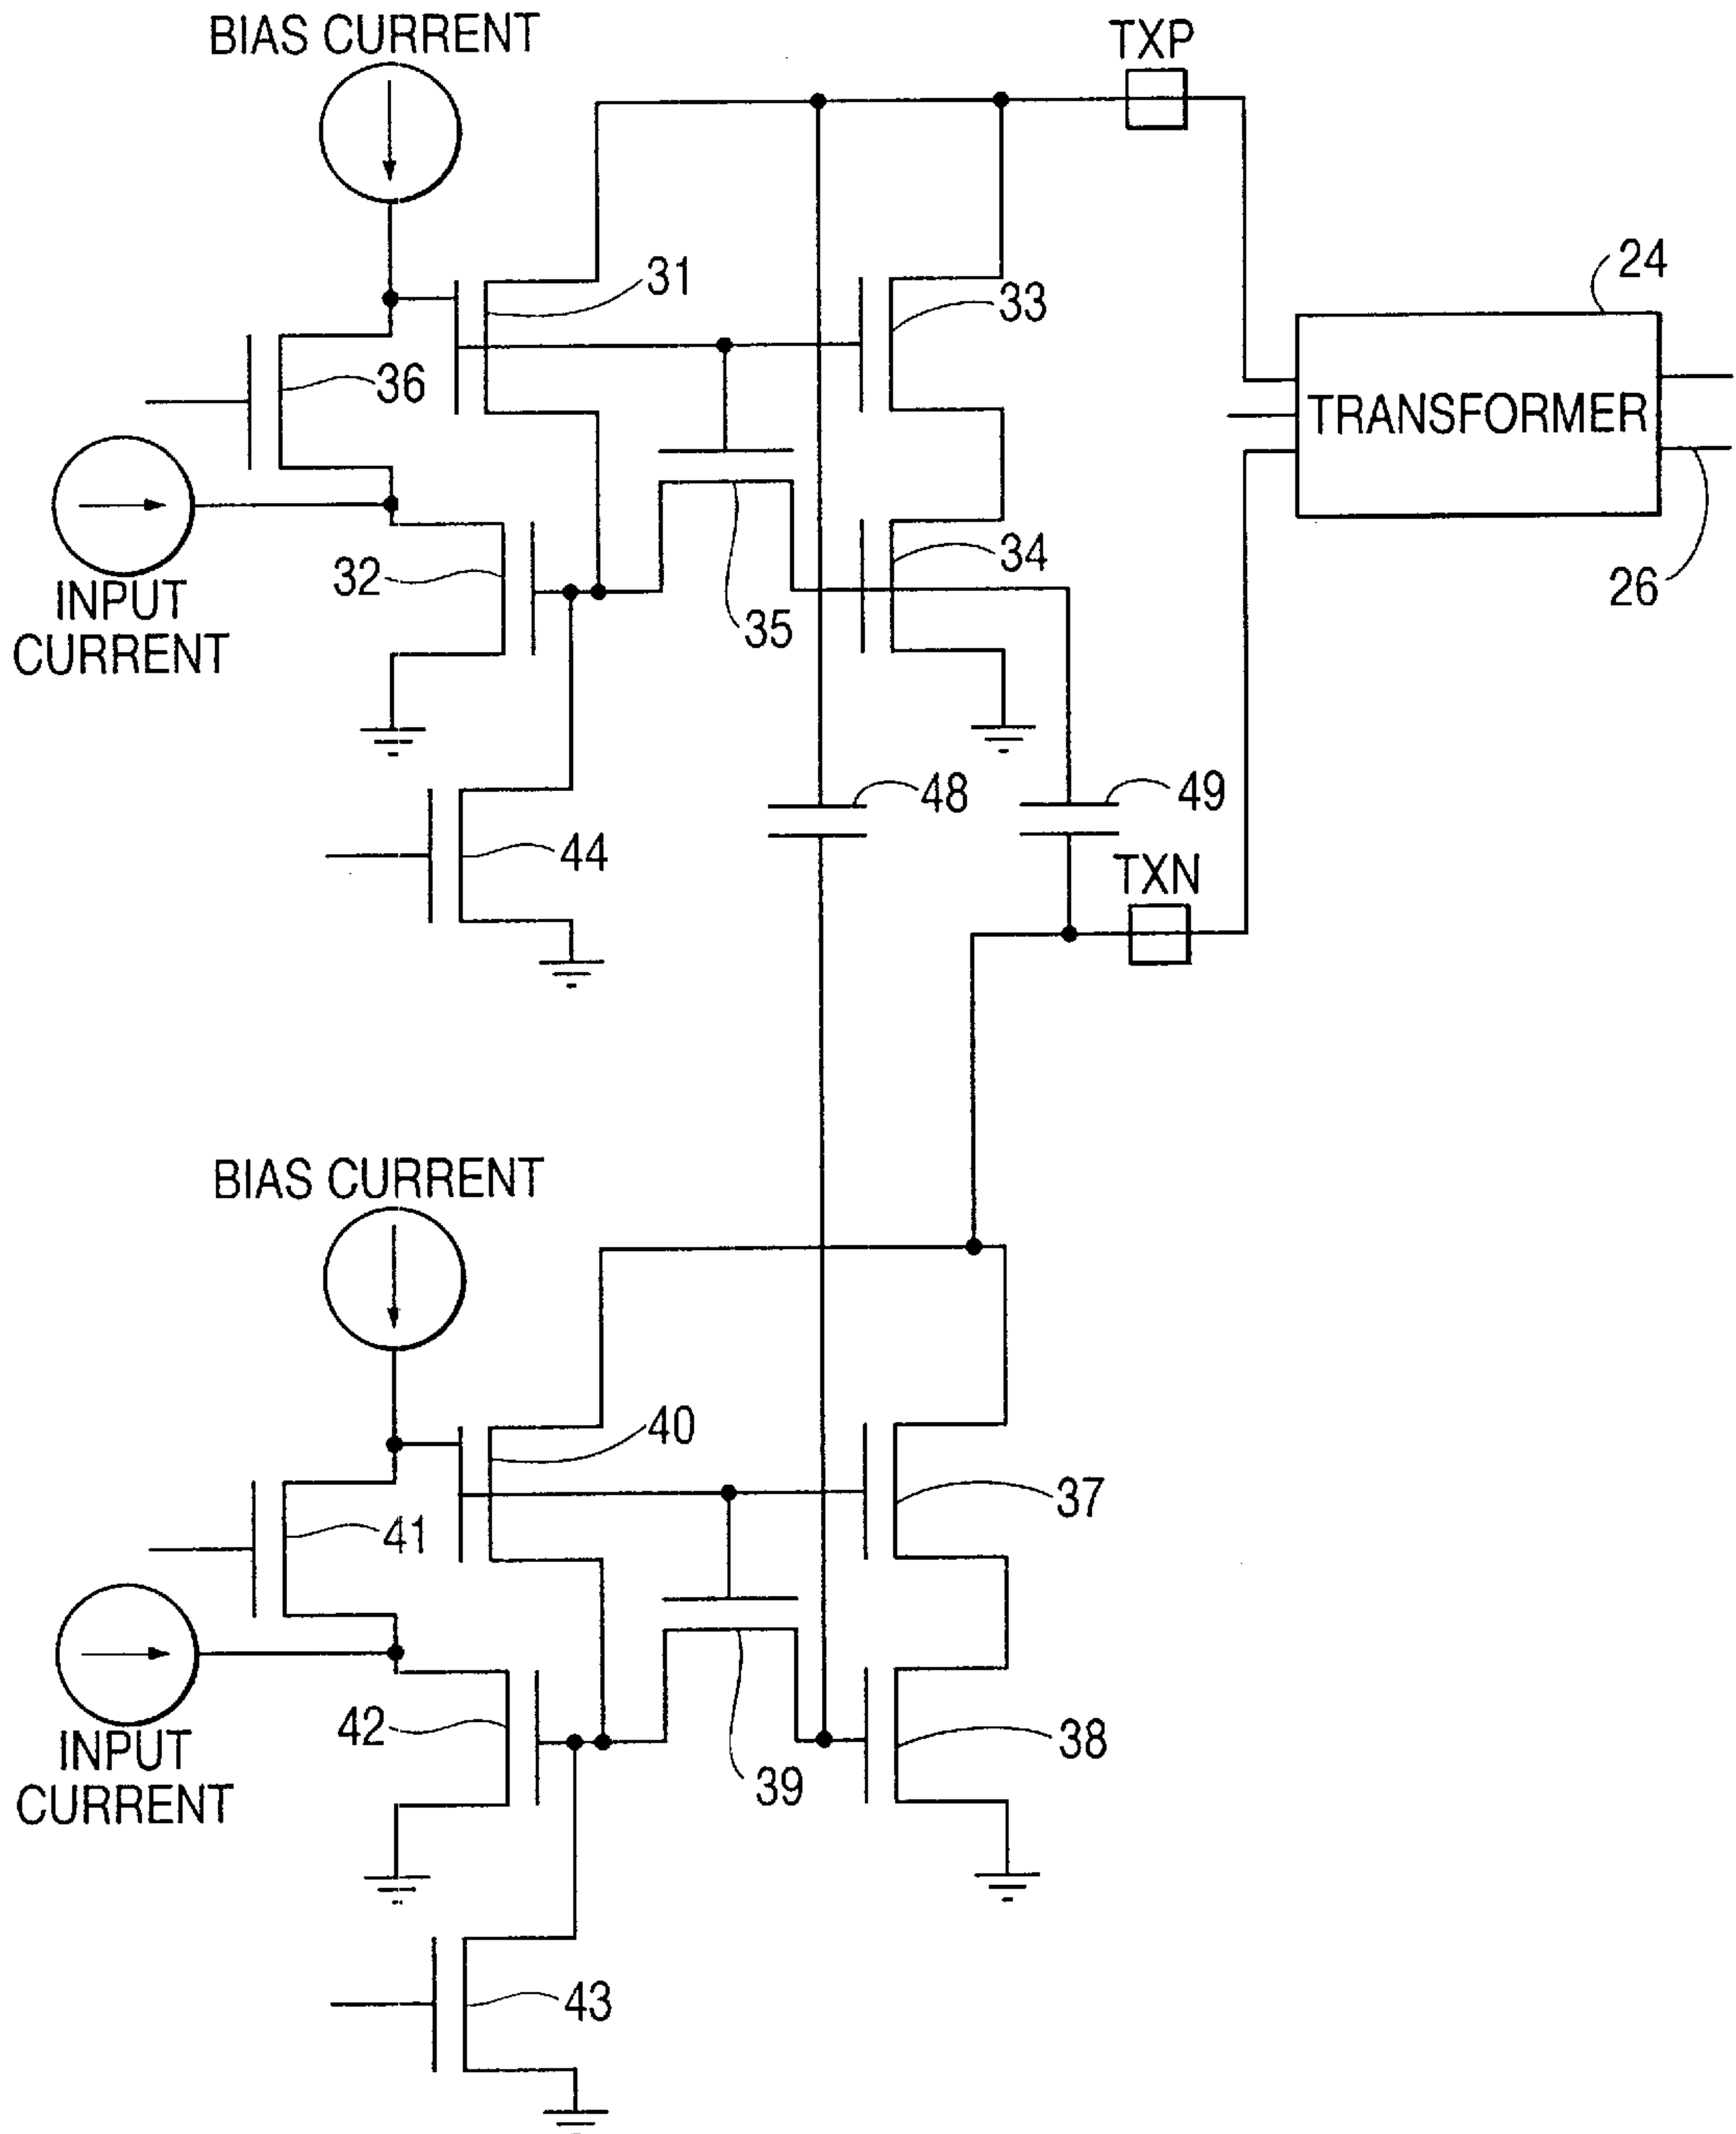 BIAS CURRENT
TXP
31
33
24
36
TRANSFORMER
32
34
26
INPUT
CURRENT
35
48
49
44
TXN
BIAS CURRENT
40
37
41
42
38
INPUT
CURRENT
39
43